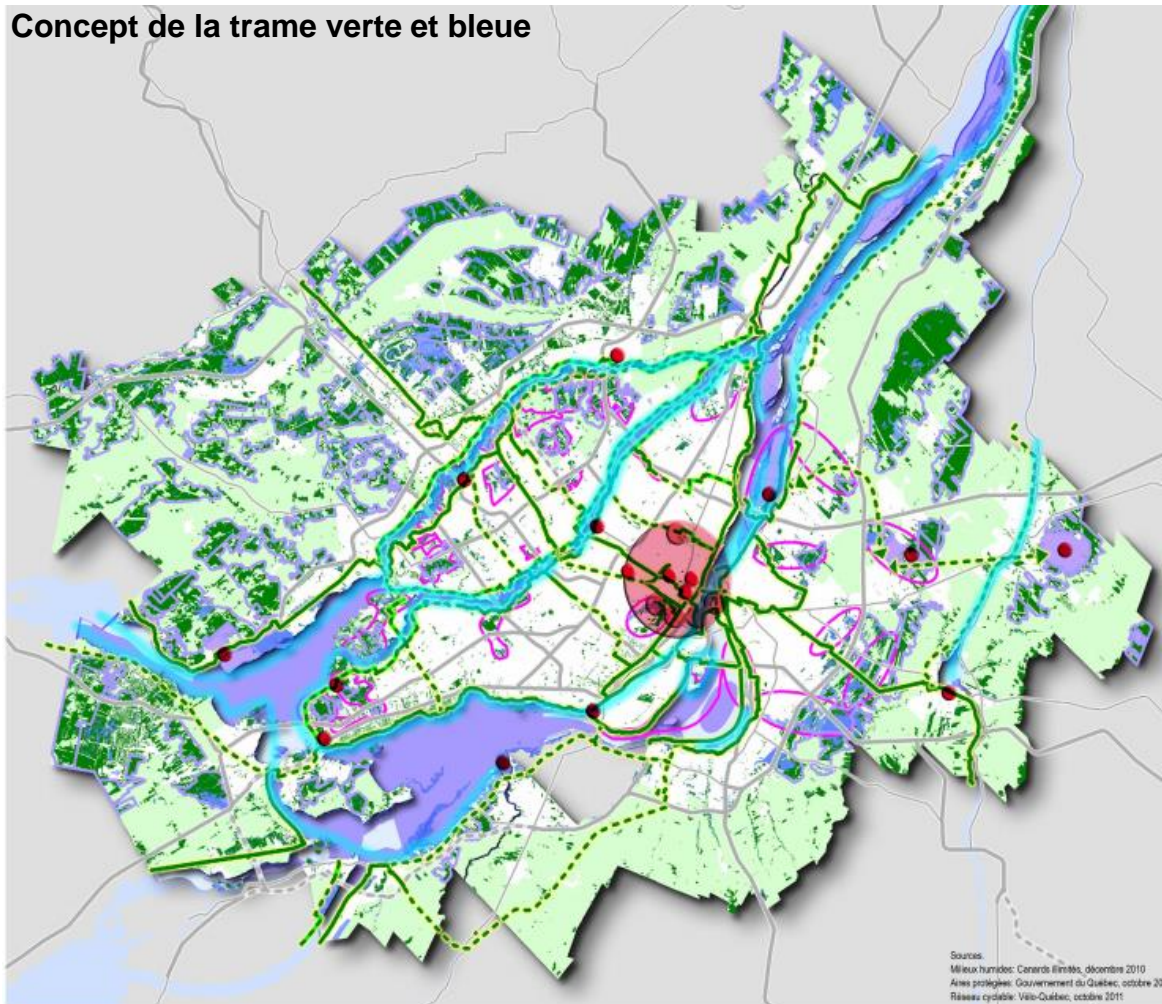 Concept de la trame verte et bleue
Sources.
Milieux humides: Canards illimités, décembre 2010
Aires protégées: Gouvernement du Québec, octobre 20
Réseau cyclable: Vélo-Québec, octobre 2011